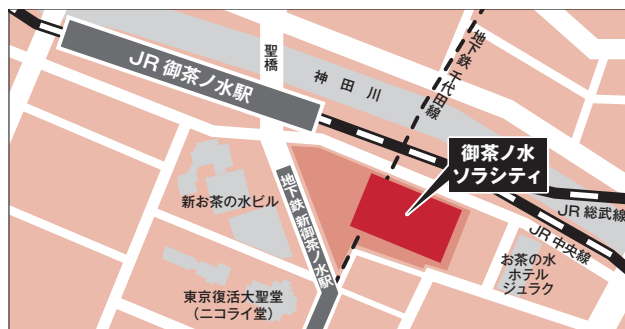 JR 御茶ノ水駅
聖橋
神田川
地下鉄 千代田線
御茶ノ水
ソラシティ
新お茶の水ビル
地下鉄 新御茶ノ水駅
JR 総武線
JR 中央線
お茶の水
ホテル
ジュラク
東京復活大聖堂
（ニコライ堂）